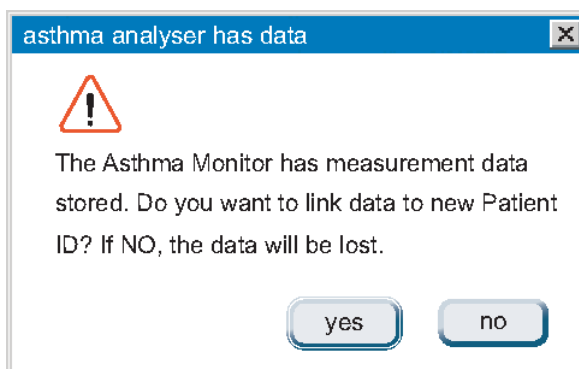 asthma analyser has data
The Asthma Monitor has measurement data
stored. Do you want to link data to new Patient
ID? If NO, the data will be lost.
yes no